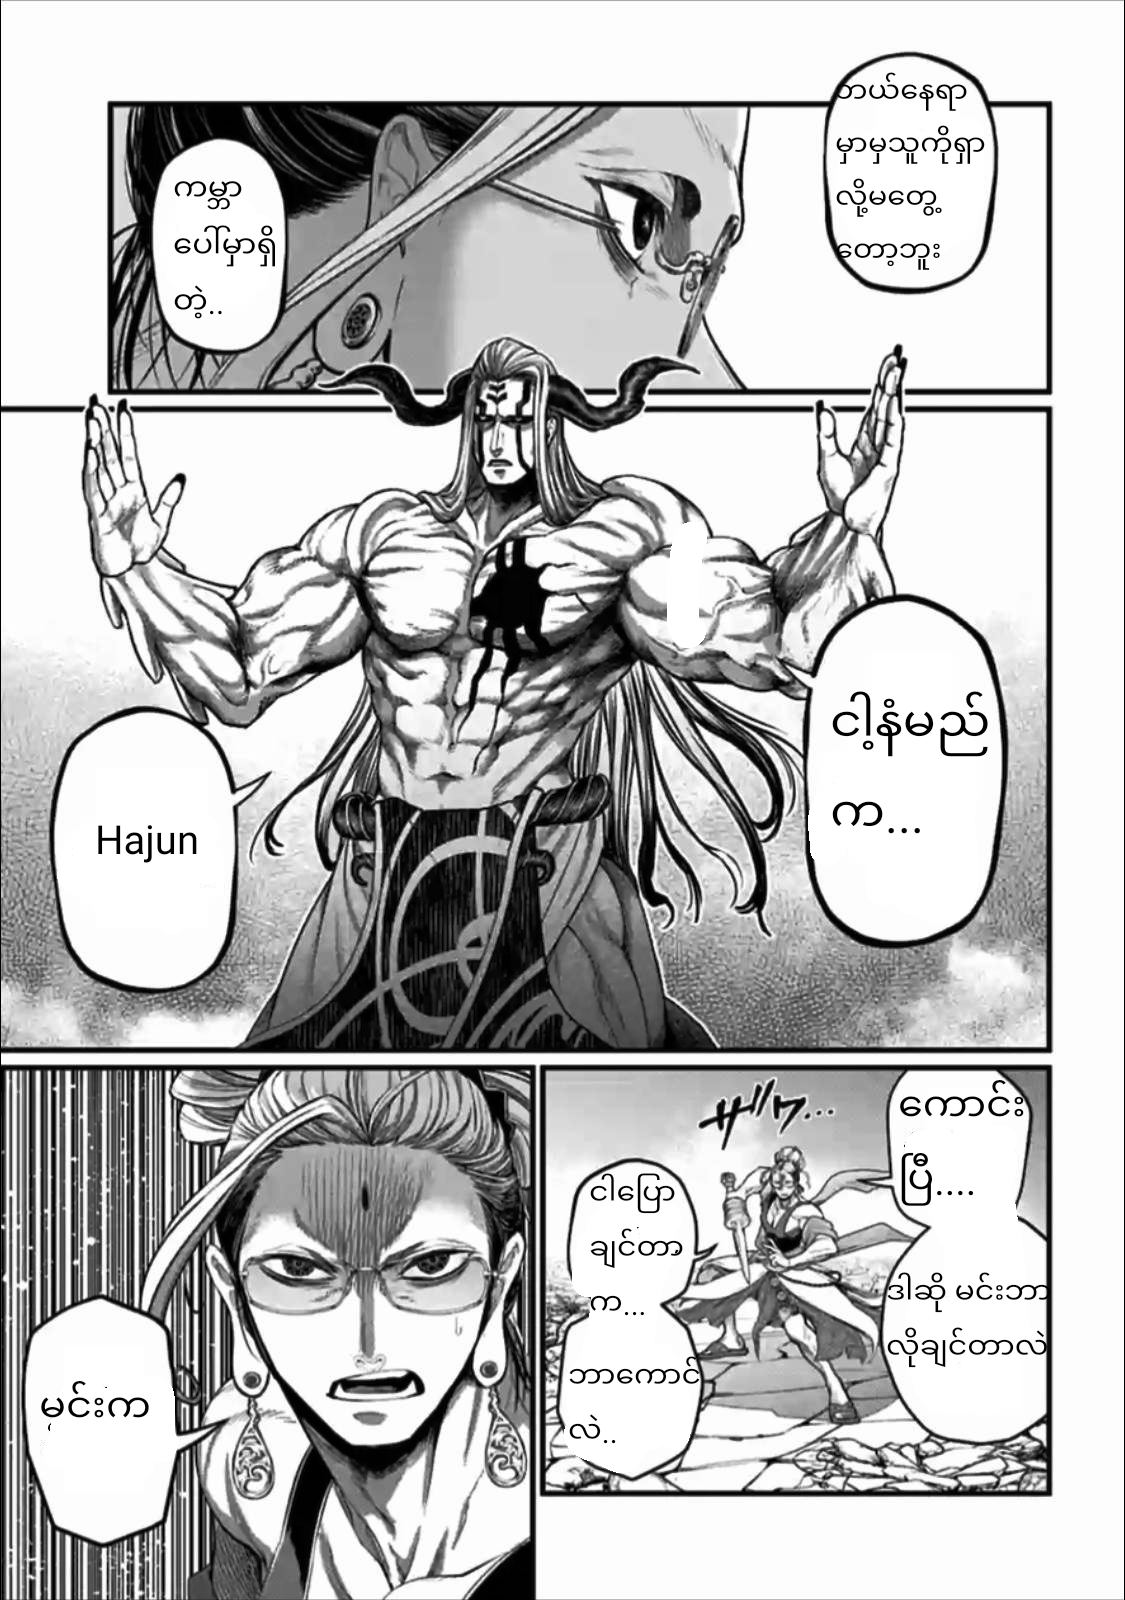 ဘယ်နေရာ
မှာမှသူကိုရှာ
လို့မတွေ့
တော့ဘူး
ကမ္ဘာ
ပေါ်မှာရှိ
တဲ့..
ငါ့နံမည်
က...
Hajun
ကောင်း
ပြီ....
ဒါဆို မင်းဘာ
လိုချင်တာလဲ
ザッ...
ငါပြော
ချင်တာ
က...
ဘာကောင်
လဲ..
မင်းက